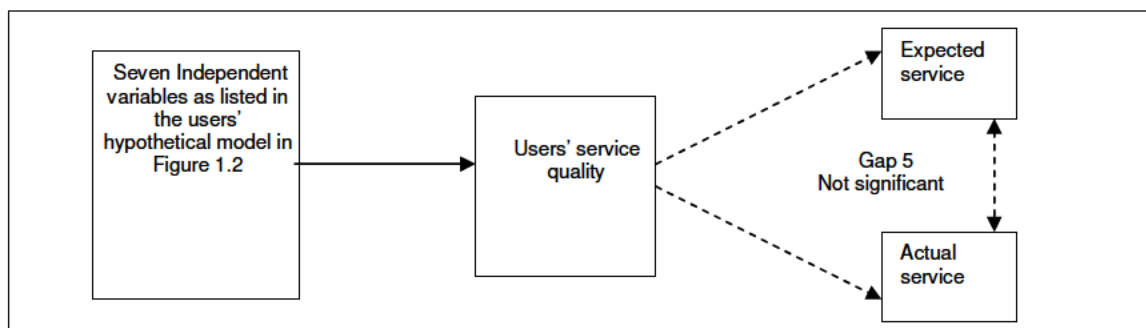 Seven Independent
variables as listed in
the users'
hypothetical model in
Figure 1.2
Users' service
quality
Expected
service
Gap 5
Not significant
Actual
service